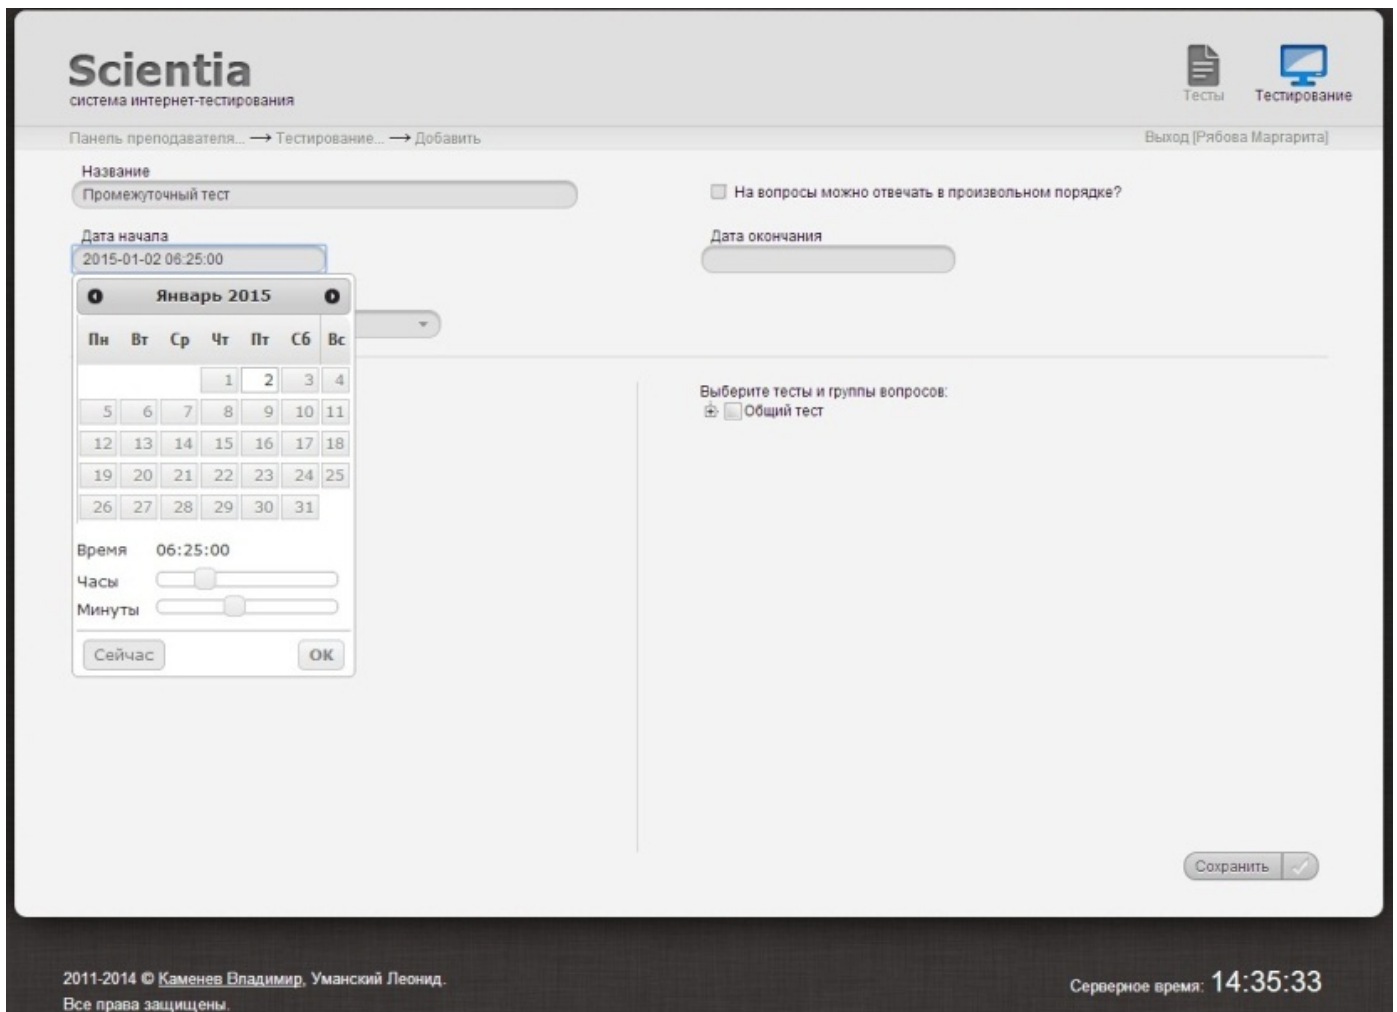 Scientia
система интернет-тестирования
Тесты
Тестирование
Панель преподавателя... → Тестирование... → Добавить
Выход [Рябова Маргарита]
Название
Промежуточный тест
На вопросы можно отвечать в произвольном порядке?
Дата начала
Дата окончания
2015-01-02 06:25:00
Январь 2015
Пн Вт Ср Чт Пт Сб Вс
1 2 3 4
5 6 7 8 9 10 11
12 13 14 15 16 17 18
19 20 21 22 23 24 25
26 27 28 29 30 31
Время 06:25:00
Часы
Минуты
Сейчас
ОК
Выберите тесты и группы вопросов:
Общий тест
Сохранить
2011-2014 © Каменев Владимир, Уманский Леонид.
Все права защищены.
Серверное время: 14:35:33